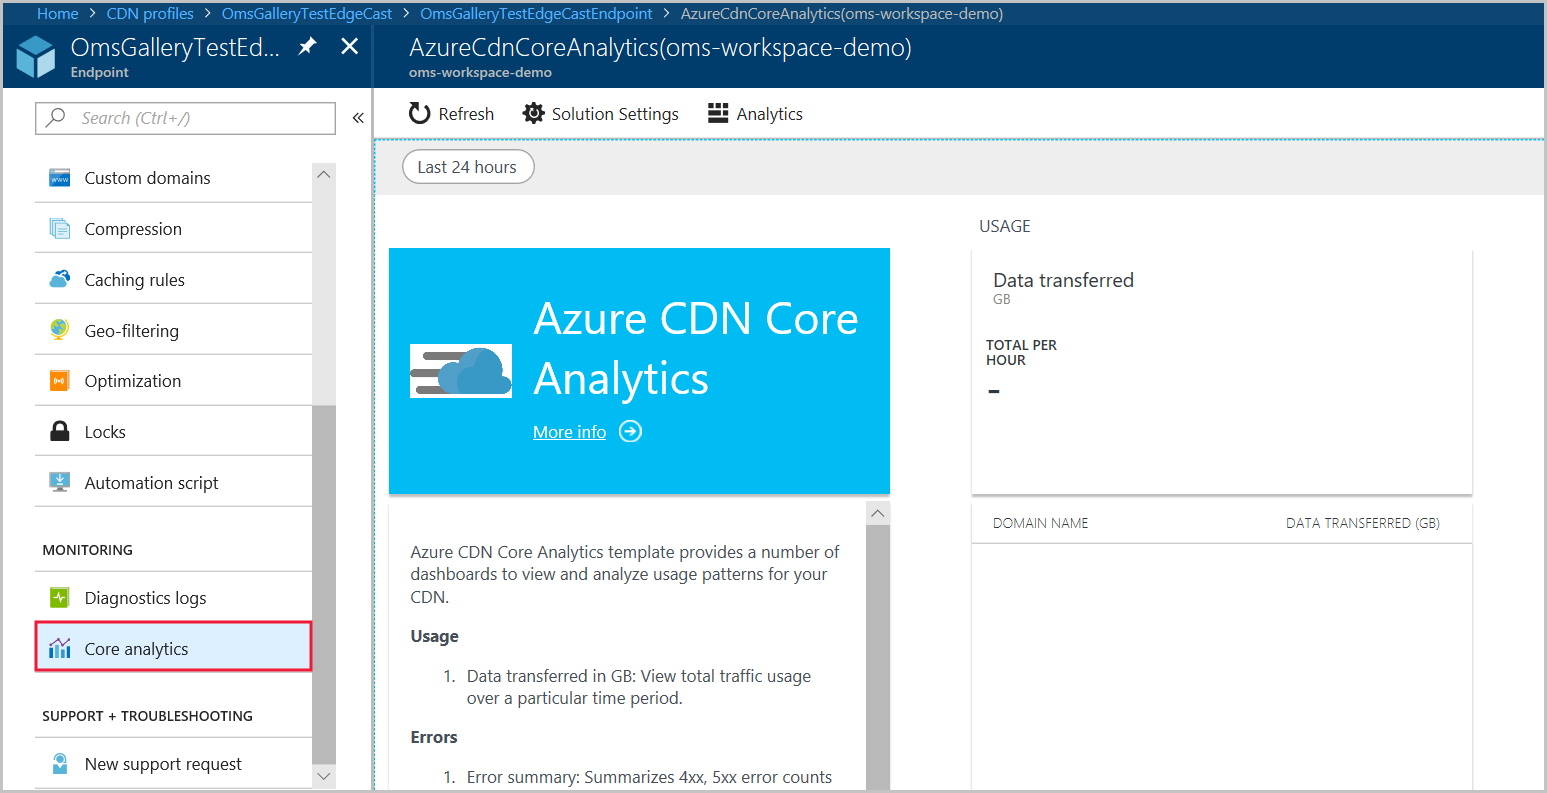 Home > CDN profiles > OmsGalleryTestEdgeCast > OmsGalleryTestEdgeCastEndpoint > AzureCdnCoreAnalytics(oms-workspace-demo)
OmsGalleryTestEd...
Endpoint
AzureCdnCoreAnalytics(oms-workspace-demo)
oms-workspace-demo
Search (Ctrl+/)
«
Custom domains
Compression
Caching rules
Geo-filtering
Optimization
Locks
Automation script
MONITORING
Diagnostics logs
Core analytics
SUPPORT + TROUBLESHOOTING
New support request
Refresh
Solution Settings
Analytics
Last 24 hours
Azure CDN Core
Analytics
More info
Azure CDN Core Analytics template provides a number of
dashboards to view and analyze usage patterns for your
CDN.
Usage
1. Data transferred in GB: View total traffic usage
over a particular time period.
Errors
1. Error summary: Summarizes 4xx, 5xx error counts
USAGE
Data transferred
GB
TOTAL PER
HOUR
-
DOMAIN NAME
DATA TRANSFERRED (GB)